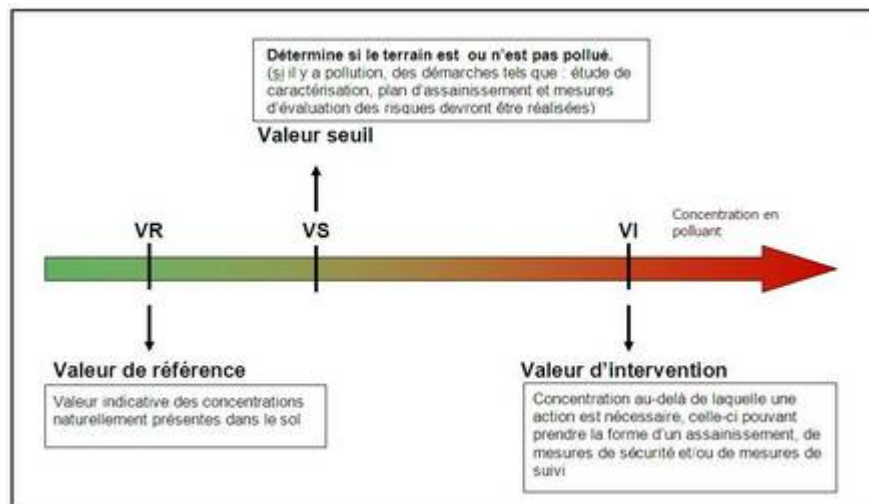 Détermine si le terrain est ou n'est pas pollué.
(si il y a pollution, des démarches tels que : étude de
caractérisation, plan d'assainissement et mesures
d'évaluation des risques devront être réalisées)
Valeur seuil
VR
VS
VI
Concentration en
polluant
Valeur de référence
Valeur indicative des concentrations
naturellement présentes dans le sol
Valeur d'intervention
Concentration au-delà de laquelle une
action est nécessaire, celle-ci pouvant
prendre la forme d'un assainissement, de
mesures de sécurité et/ou de mesures de
suivi